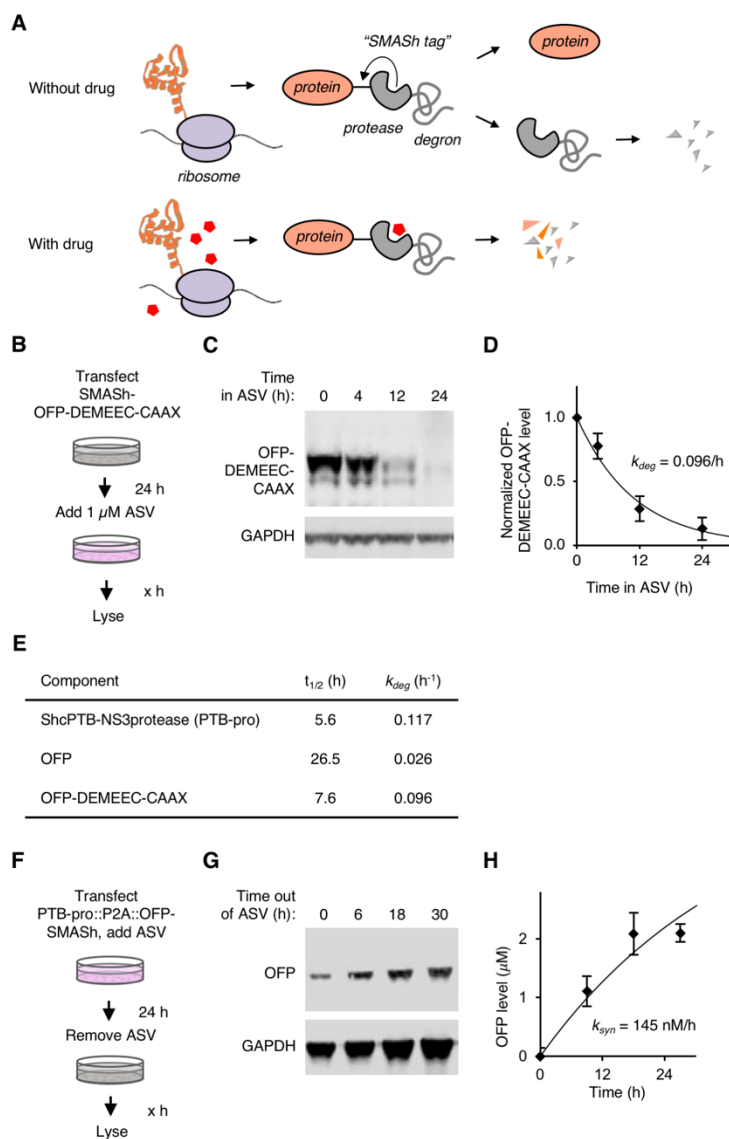 A
Without drug
ribosome
protein
"SMASh tag"
protease
degron
protein
With drug
protein
B
Transfect
SMASh-
OFP-DEMEEC-CAAX
24 h
Add 1 µM ASV
x h
Lyse
C
Time
in ASV (h):
0 4 12 24
OFP-
DEMEEC-
CAAX
GAPDH
D
Normalized OFP-
DEMEEC-CAAX level
1.0
0.5
0.0
kdeg = 0.096/h
0 12 24
Time in ASV (h)
E
Component t1/2 (h) kdeg (h-1)
ShcPTB-NS3protease (PTB-pro) 5.6 0.117
OFP 26.5 0.026
OFP-DEMEEC-CAAX 7.6 0.096
F
Transfect
PTB-pro::P2A::OFP-
SMASh, add ASV
24 h
Remove ASV
x h
Lyse
G
Time out
of ASV (h):
0 6 18 30
OFP
GAPDH
H
OFP level (µM)
2
1
0
ksyn = 145 nM/h
0 12 24
Time (h)